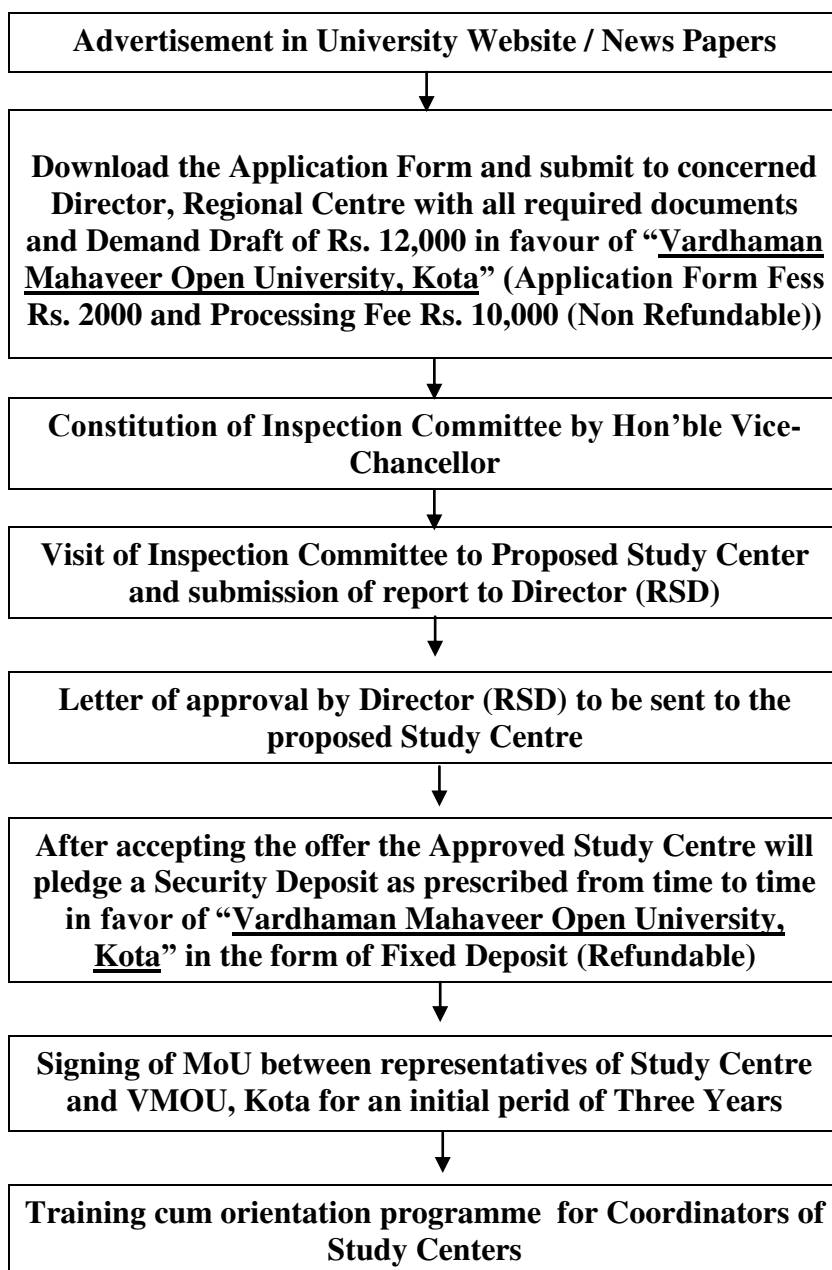 Advertisement in University Website / News Papers
Download the Application Form and submit to concerned
Director, Regional Centre with all required documents
and Demand Draft of Rs. 12,000 in favour of “Vardhaman
Mahaveer Open University, Kota” (Application Form Fess
Rs. 2000 and Processing Fee Rs. 10,000 (Non Refundable))
Constitution of Inspection Committee by Hon’ble Vice-
Chancellor
Visit of Inspection Committee to Proposed Study Center
and submission of report to Director (RSD)
Letter of approval by Director (RSD) to be sent to the
proposed Study Centre
After accepting the offer the Approved Study Centre will
pledge a Security Deposit as prescribed from time to time
in favor of “Vardhaman Mahaveer Open University,
Kota” in the form of Fixed Deposit (Refundable)
Signing of MoU between representatives of Study Centre
and VMOU, Kota for an initial perid of Three Years
Training cum orientation programme for Coordinators of
Study Centers